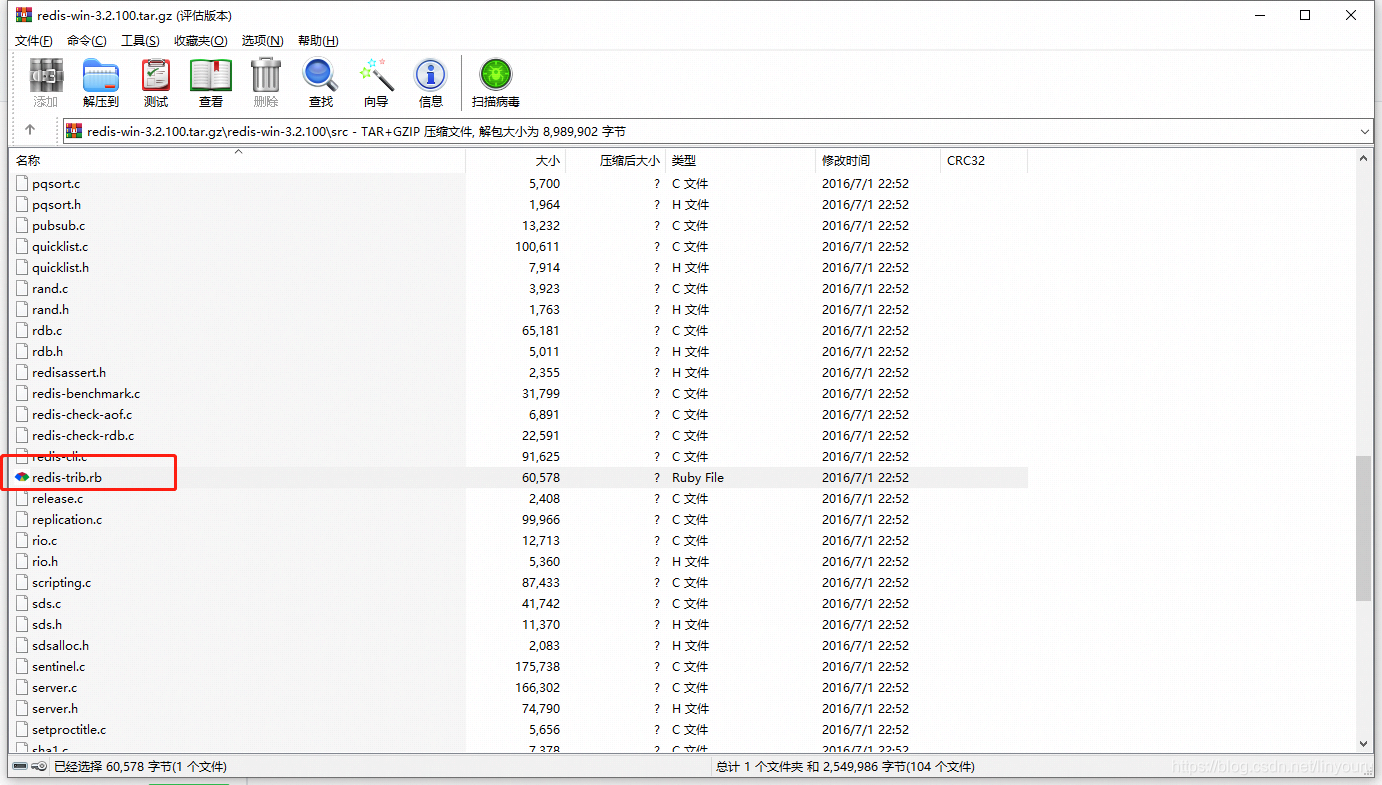 redis-win-3.2.100.tar.gz (评估版本)
文件(F) 命令(C) 工具(S) 收藏夹(O) 选项(N) 帮助(H)
添加 解压到 测试 查看 删除 查找 向导 信息 扫描病毒
redis-win-3.2.100.tar.gz\redis-win-3.2.100\src - TAR+GZIP 压缩文件, 解包大小为 8,989,902 字节
名称 大小 压缩后大小 类型 修改时间 CRC32
pqsort.c 5,700 ? C 文件 2016/7/1 22:52
pqsort.h 1,964 ? H 文件 2016/7/1 22:52
pubsub.c 13,232 ? C 文件 2016/7/1 22:52
quicklist.c 100,611 ? C 文件 2016/7/1 22:52
quicklist.h 7,914 ? H 文件 2016/7/1 22:52
rand.c 3,923 ? C 文件 2016/7/1 22:52
rand.h 1,763 ? H 文件 2016/7/1 22:52
rdb.c 65,181 ? C 文件 2016/7/1 22:52
rdb.h 5,011 ? H 文件 2016/7/1 22:52
redisassert.h 2,355 ? H 文件 2016/7/1 22:52
redis-benchmark.c 31,799 ? C 文件 2016/7/1 22:52
redis-check-aof.c 6,891 ? C 文件 2016/7/1 22:52
redis-check-rdb.c 22,591 ? C 文件 2016/7/1 22:52
redis-cli.c 91,625 ? C 文件 2016/7/1 22:52
redis-trib.rb 60,578 ? Ruby File 2016/7/1 22:52
release.c 2,408 ? C 文件 2016/7/1 22:52
replication.c 99,966 ? C 文件 2016/7/1 22:52
rio.c 12,713 ? C 文件 2016/7/1 22:52
rio.h 5,360 ? H 文件 2016/7/1 22:52
scripting.c 87,433 ? C 文件 2016/7/1 22:52
sds.c 41,742 ? C 文件 2016/7/1 22:52
sds.h 11,370 ? H 文件 2016/7/1 22:52
sdsalloc.h 2,083 ? H 文件 2016/7/1 22:52
sentinel.c 175,738 ? C 文件 2016/7/1 22:52
server.c 166,302 ? C 文件 2016/7/1 22:52
server.h 74,790 ? H 文件 2016/7/1 22:52
setproctitle.c 5,656 ? C 文件 2016/7/1 22:52
sha1.c 7,378 ? C 文件 2016/7/1 22:52
已经选择 60,578 字节(1 个文件) 总计 1 个文件夹 和 2,549,986 字节(104 个文件)